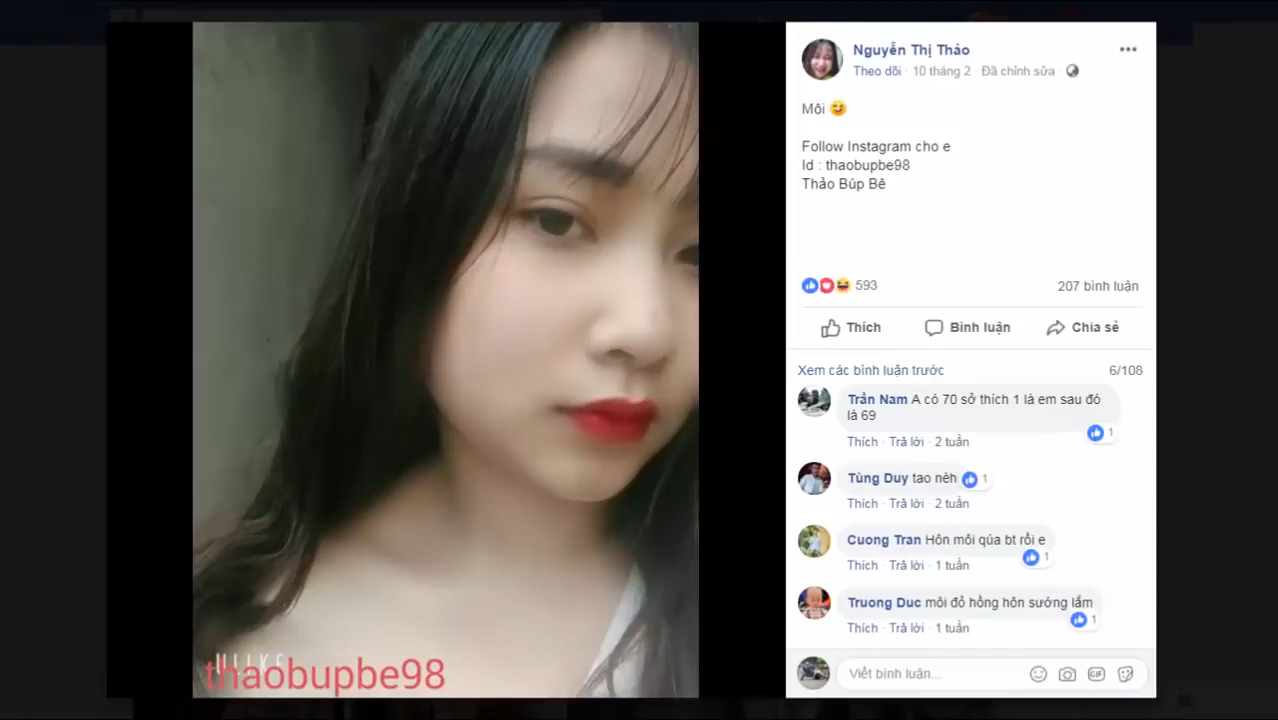 Nguyễn Thị Thảo
Theo dõi · 10 tháng 2 · Đã chỉnh sửa ·
Môi
Follow Instagram cho e
Id : thaobupbe98
Thảo Búp Bê
593
207 bình luận
Thích
Bình luận
Chia sẻ
Xem các bình luận trước
6/108
Trần Nam A có 70 sở thích 1 là em sau đó
là 69
1
Thích · Trả lời · 2 tuần
Tùng Duy tao nèh
1
Thích · Trả lời · 2 tuần
Cuong Tran Hôn môi qúa bt rồi e
1
Thích · Trả lời · 1 tuần
Truong Duc môi đỏ hồng hôn sướng lắm
1
Thích · Trả lời · 1 tuần
Viết bình luận...
GIF
thaobupbe98